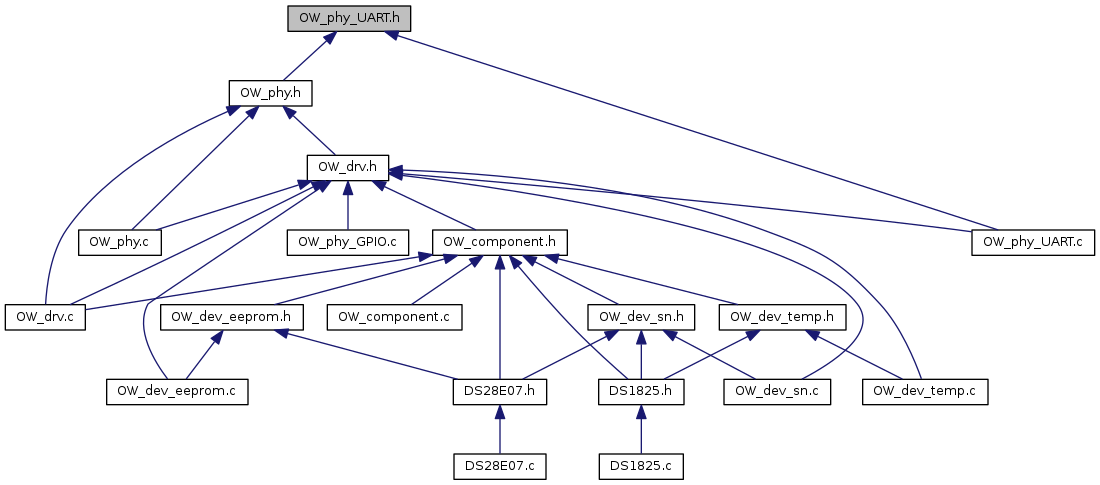 OW_phy_UART.h
OW_phy.h
OW_drv.h
OW_phy.c
OW_phy_GPIO.c
OW_component.h
OW_phy_UART.c
OW_drv.c
OW_dev_eeprom.h
OW_component.c
OW_dev_sn.h
OW_dev_temp.h
OW_dev_eeprom.c
DS28E07.h
DS1825.h
OW_dev_sn.c
OW_dev_temp.c
DS28E07.c
DS1825.c